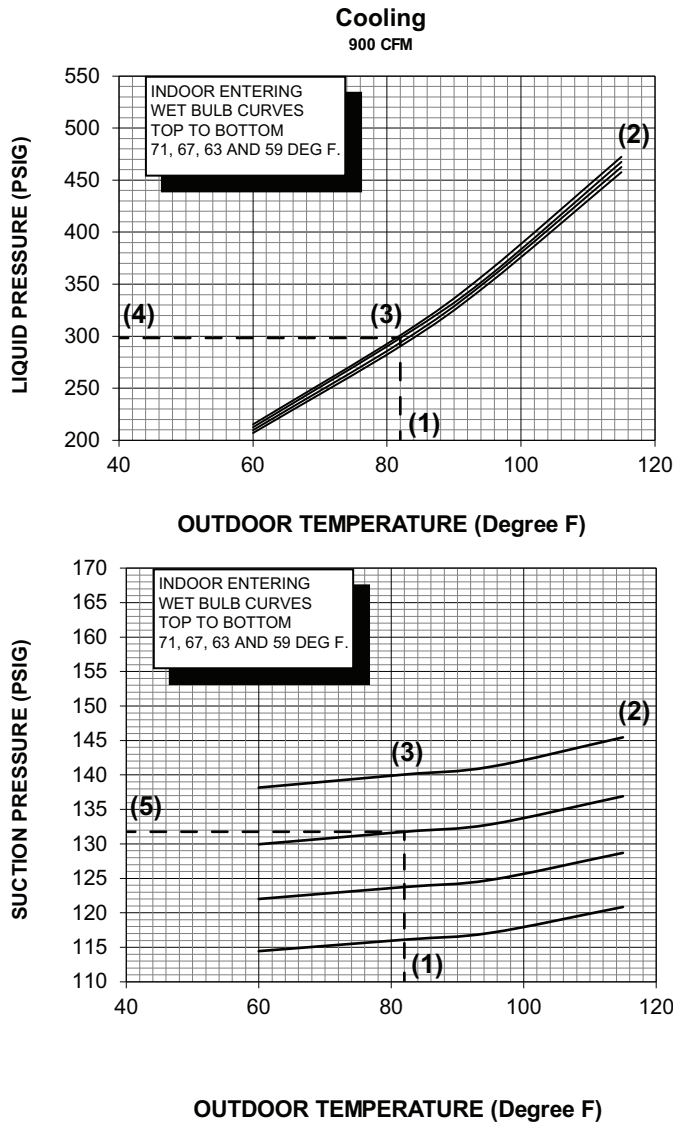 Cooling
900 CFM
550
500
450
400
350
300
250
200
LIQUID PRESSURE (PSIG)
INDOOR ENTERING
WET BULB CURVES
TOP TO BOTTOM
71, 67, 63 AND 59 DEG F.
(2)
(4)
(3)
(1)
40 60 80 100 120
OUTDOOR TEMPERATURE (Degree F)
170
165
160
155
150
145
140
135
130
125
120
115
110
SUCTION PRESSURE (PSIG)
INDOOR ENTERING
WET BULB CURVES
TOP TO BOTTOM
71, 67, 63 AND 59 DEG F.
(2)
(3)
(5)
(1)
40 60 80 100 120
OUTDOOR TEMPERATURE (Degree F)